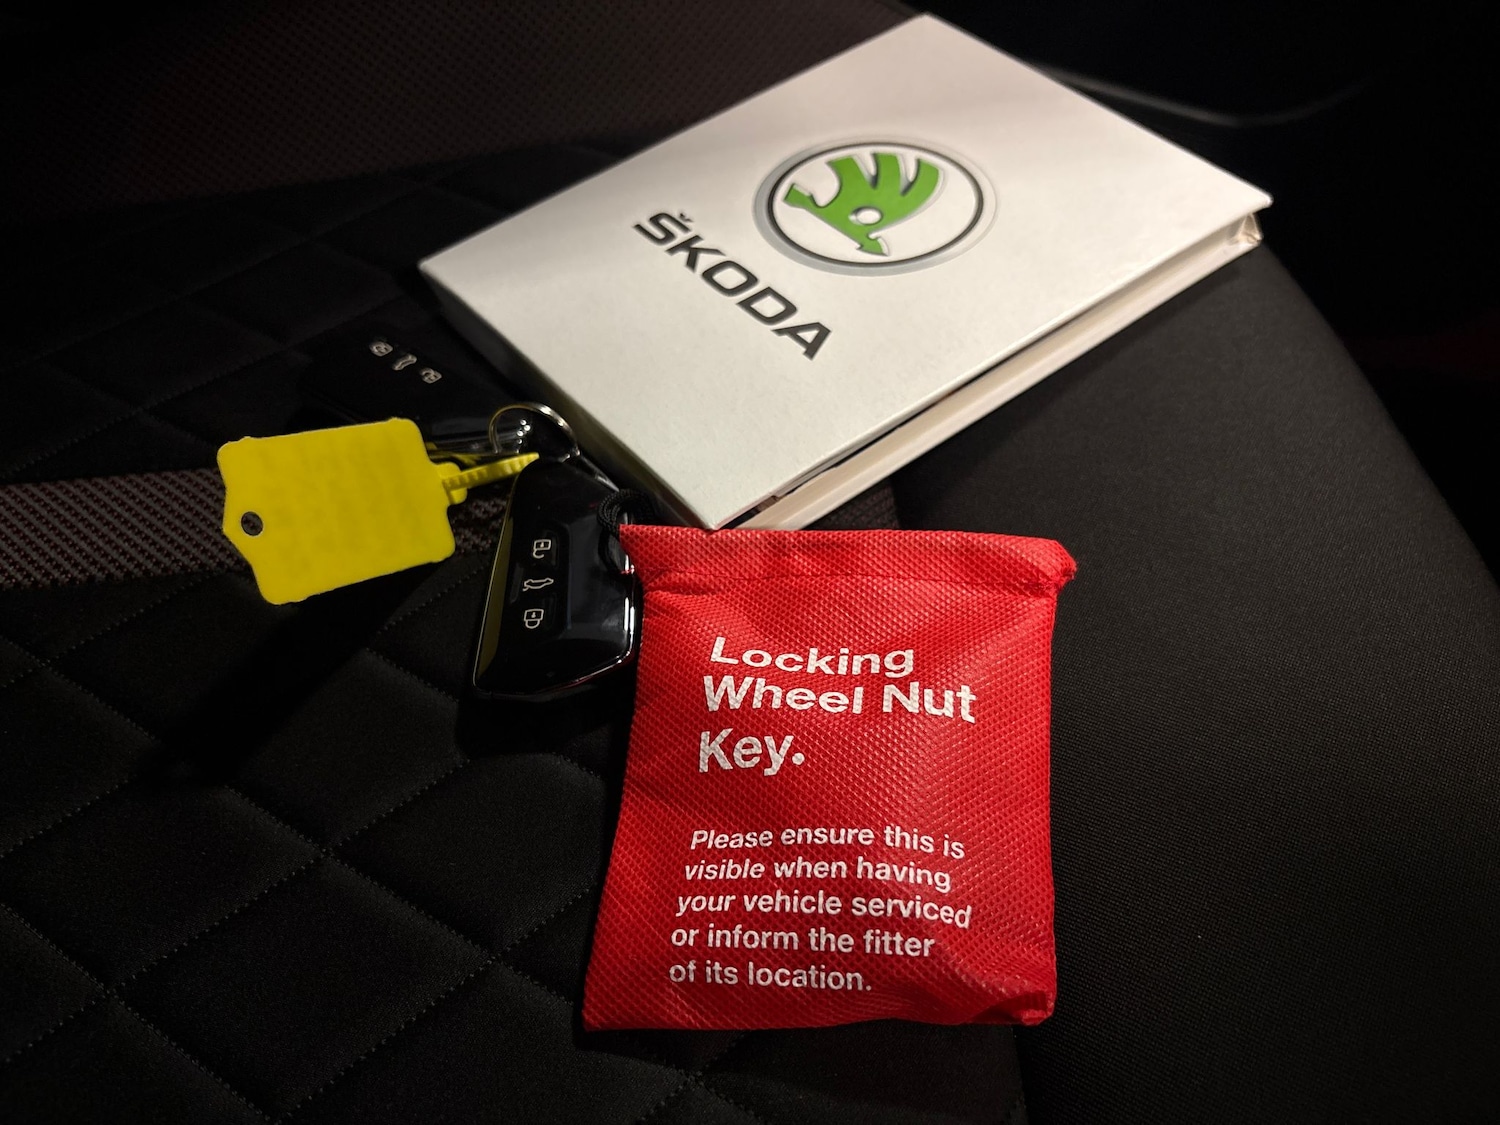 ŠKODA
Locking
Wheel Nut
Key.
Please ensure this is
visible when having
your vehicle serviced
or inform the fitter
of its location.